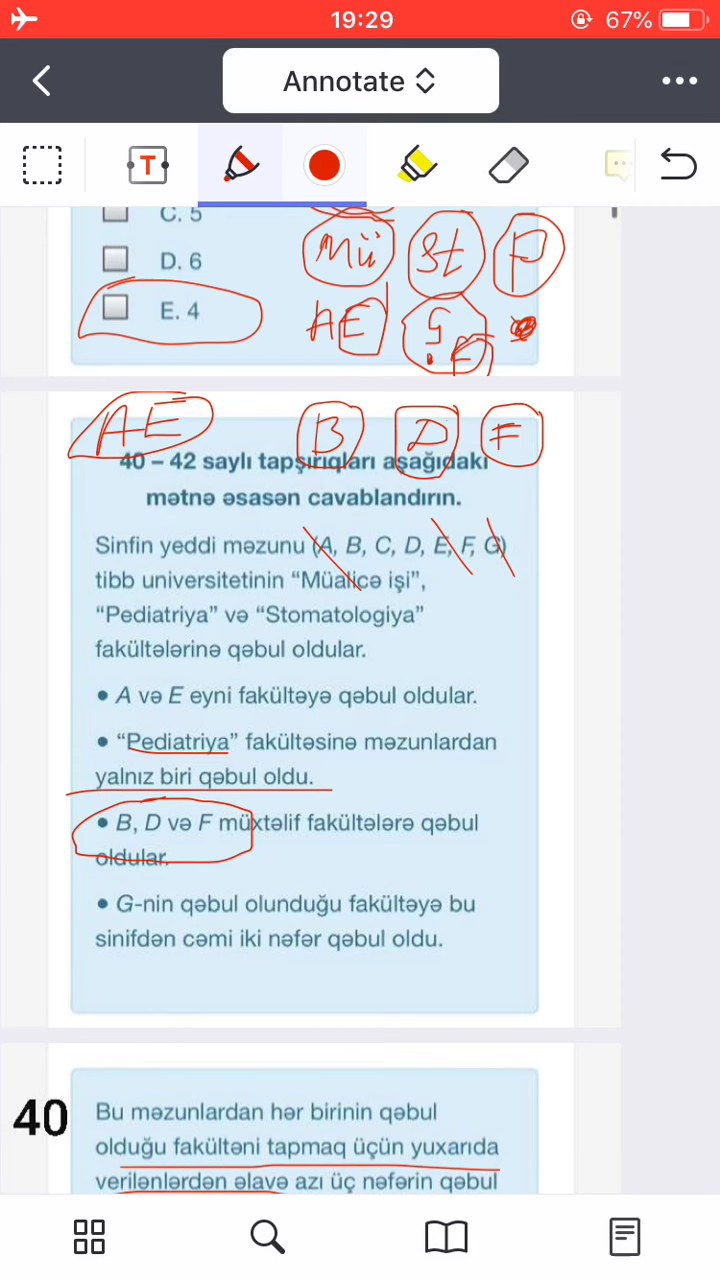 19:29
67%
Annotate
T
C. 5
Mü St P
D. 6
E. 4
AE ? E
AE B D F
40 – 42 saylı tapşırıqları aşağıdakı
mətnə əsasən cavablandırın.
Sinfin yeddi məzunu (A, B, C, D, E, F, G)
tibb universitetinin “Müalicə işi”,
“Pediatriya” və “Stomatologiya”
fakültələrinə qəbul oldular.
• A və E eyni fakültəyə qəbul oldular.
• “Pediatriya” fakültəsinə məzunlardan
yalnız biri qəbul oldu.
• B, D və F müxtəlif fakültələrə qəbul
oldular.
• G-nin qəbul olunduğu fakültəyə bu
sinifdən cəmi iki nəfər qəbul oldu.
40
Bu məzunlardan hər birinin qəbul
olduğu fakültəni tapmaq üçün yuxarıda
verilənlərdən əlavə azı üç nəfərin qəbul